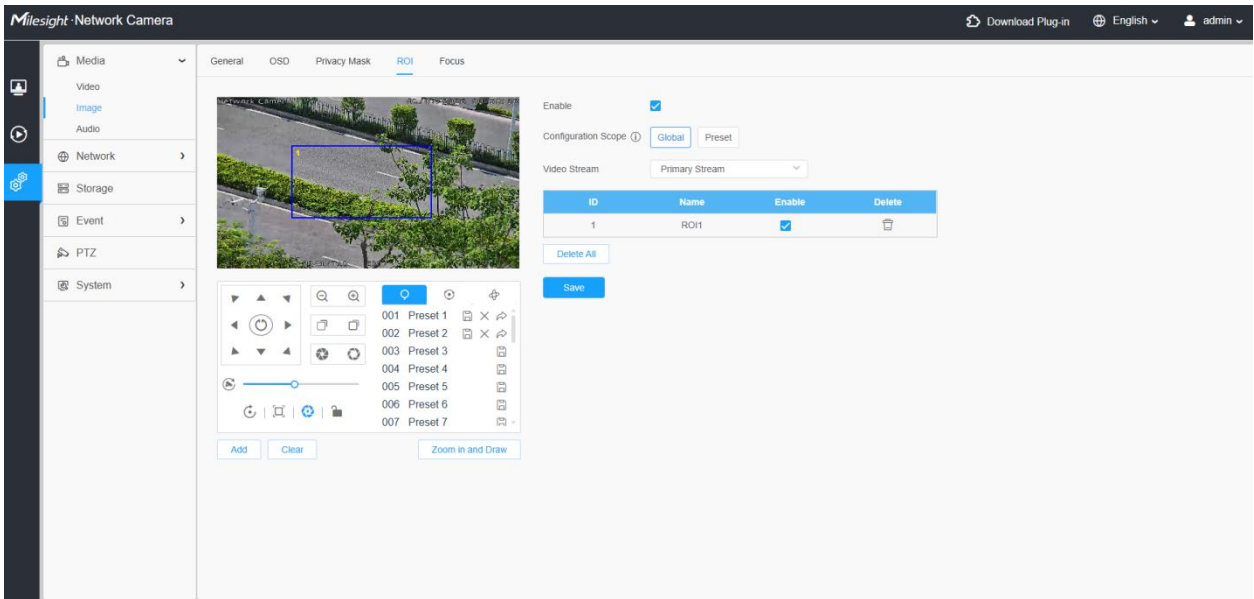 Milesight · Network Camera
Download Plug-in
English
admin
Media
Video
Image
Audio
Network
Storage
Event
PTZ
System
General OSD Privacy Mask ROI Focus
Network Camera
1
001 Preset 1
002 Preset 2
003 Preset 3
004 Preset 4
005 Preset 5
006 Preset 6
007 Preset 7
Add Clear Zoom in and Draw
Enable
Configuration Scope Global Preset
Video Stream Primary Stream
ID Name Enable Delete
1 ROI1
Delete All
Save